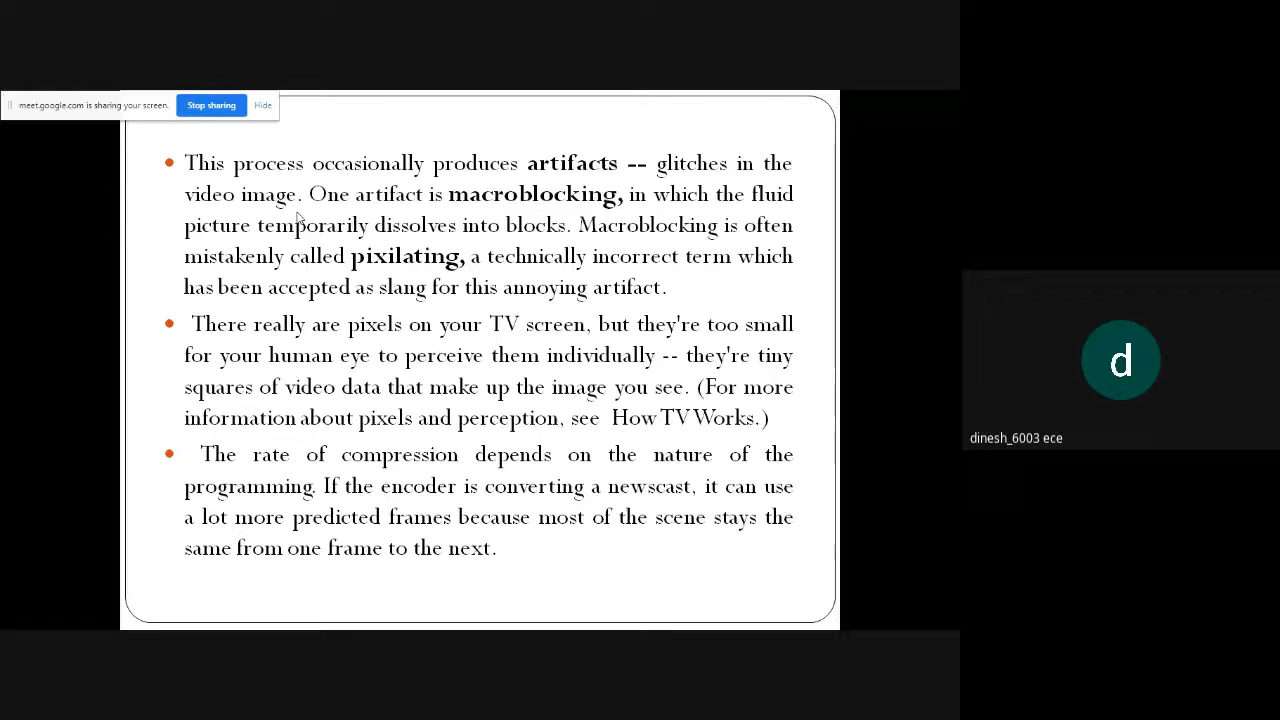 meet.google.com is sharing your screen.
Stop sharing
Hide
This process occasionally produces artifacts -- glitches in the
video image. One artifact is macroblocking, in which the fluid
picture temporarily dissolves into blocks. Macroblocking is often
mistakenly called pixilating, a technically incorrect term which
has been accepted as slang for this annoying artifact.
There really are pixels on your TV screen, but they're too small
for your human eye to perceive them individually -- they're tiny
squares of video data that make up the image you see. (For more
information about pixels and perception, see How TV Works.)
The rate of compression depends on the nature of the
programming. If the encoder is converting a newscast, it can use
a lot more predicted frames because most of the scene stays the
same from one frame to the next.
d
dinesh_6003 ece